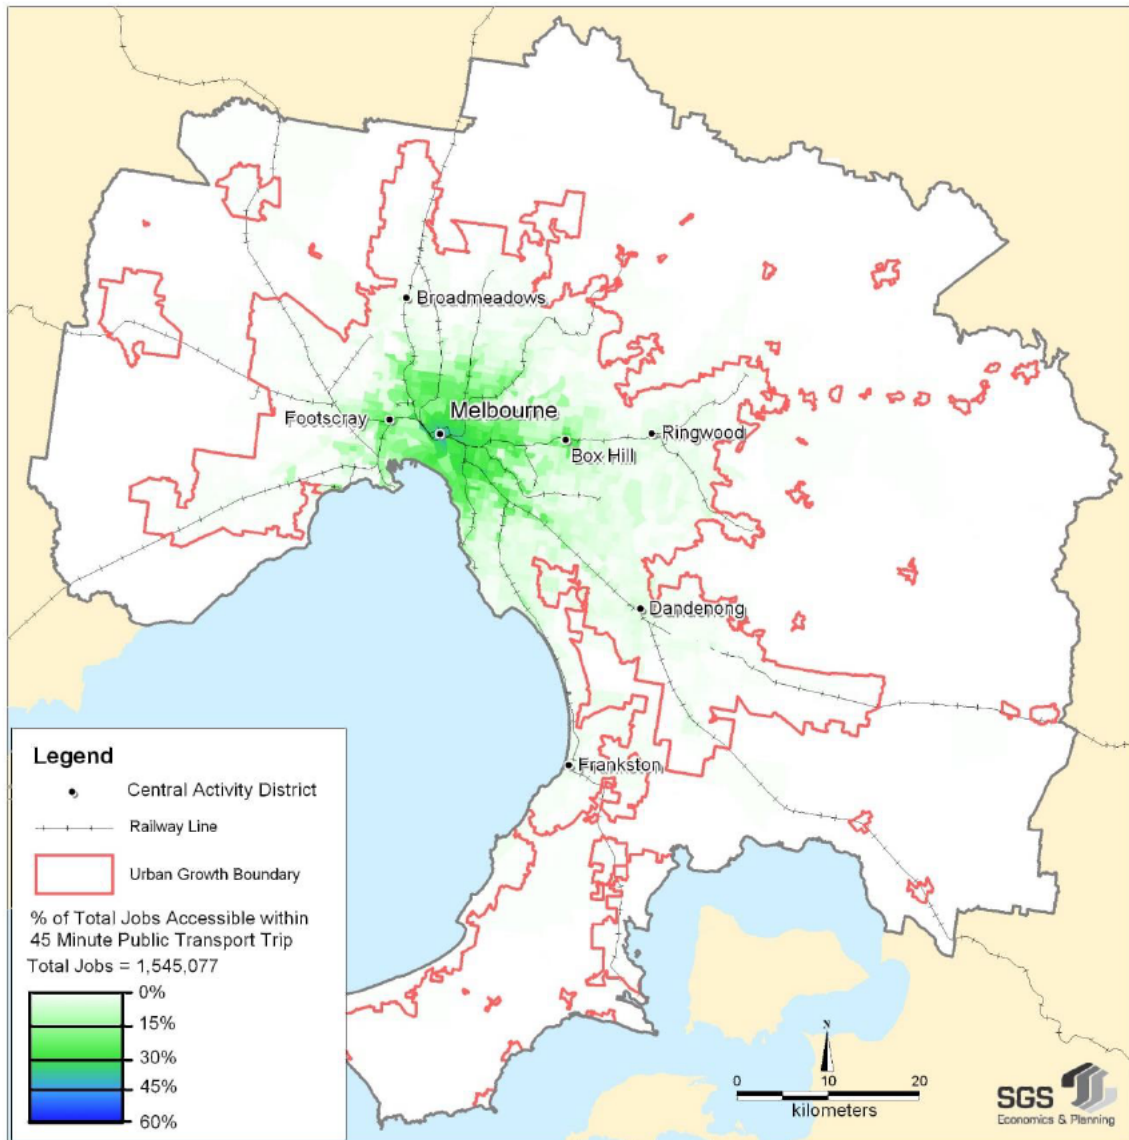 Broadmeadows
Melbourne
Footscray
Ringwood
Box Hill
Dandenong
Frankston
Legend
Central Activity District
Railway Line
Urban Growth Boundary
% of Total Jobs Accessible within
45 Minute Public Transport Trip
Total Jobs = 1,545,077
0%
15%
30%
45%
60%
N
0 10 20
kilometers
SGS
Economics & Planning